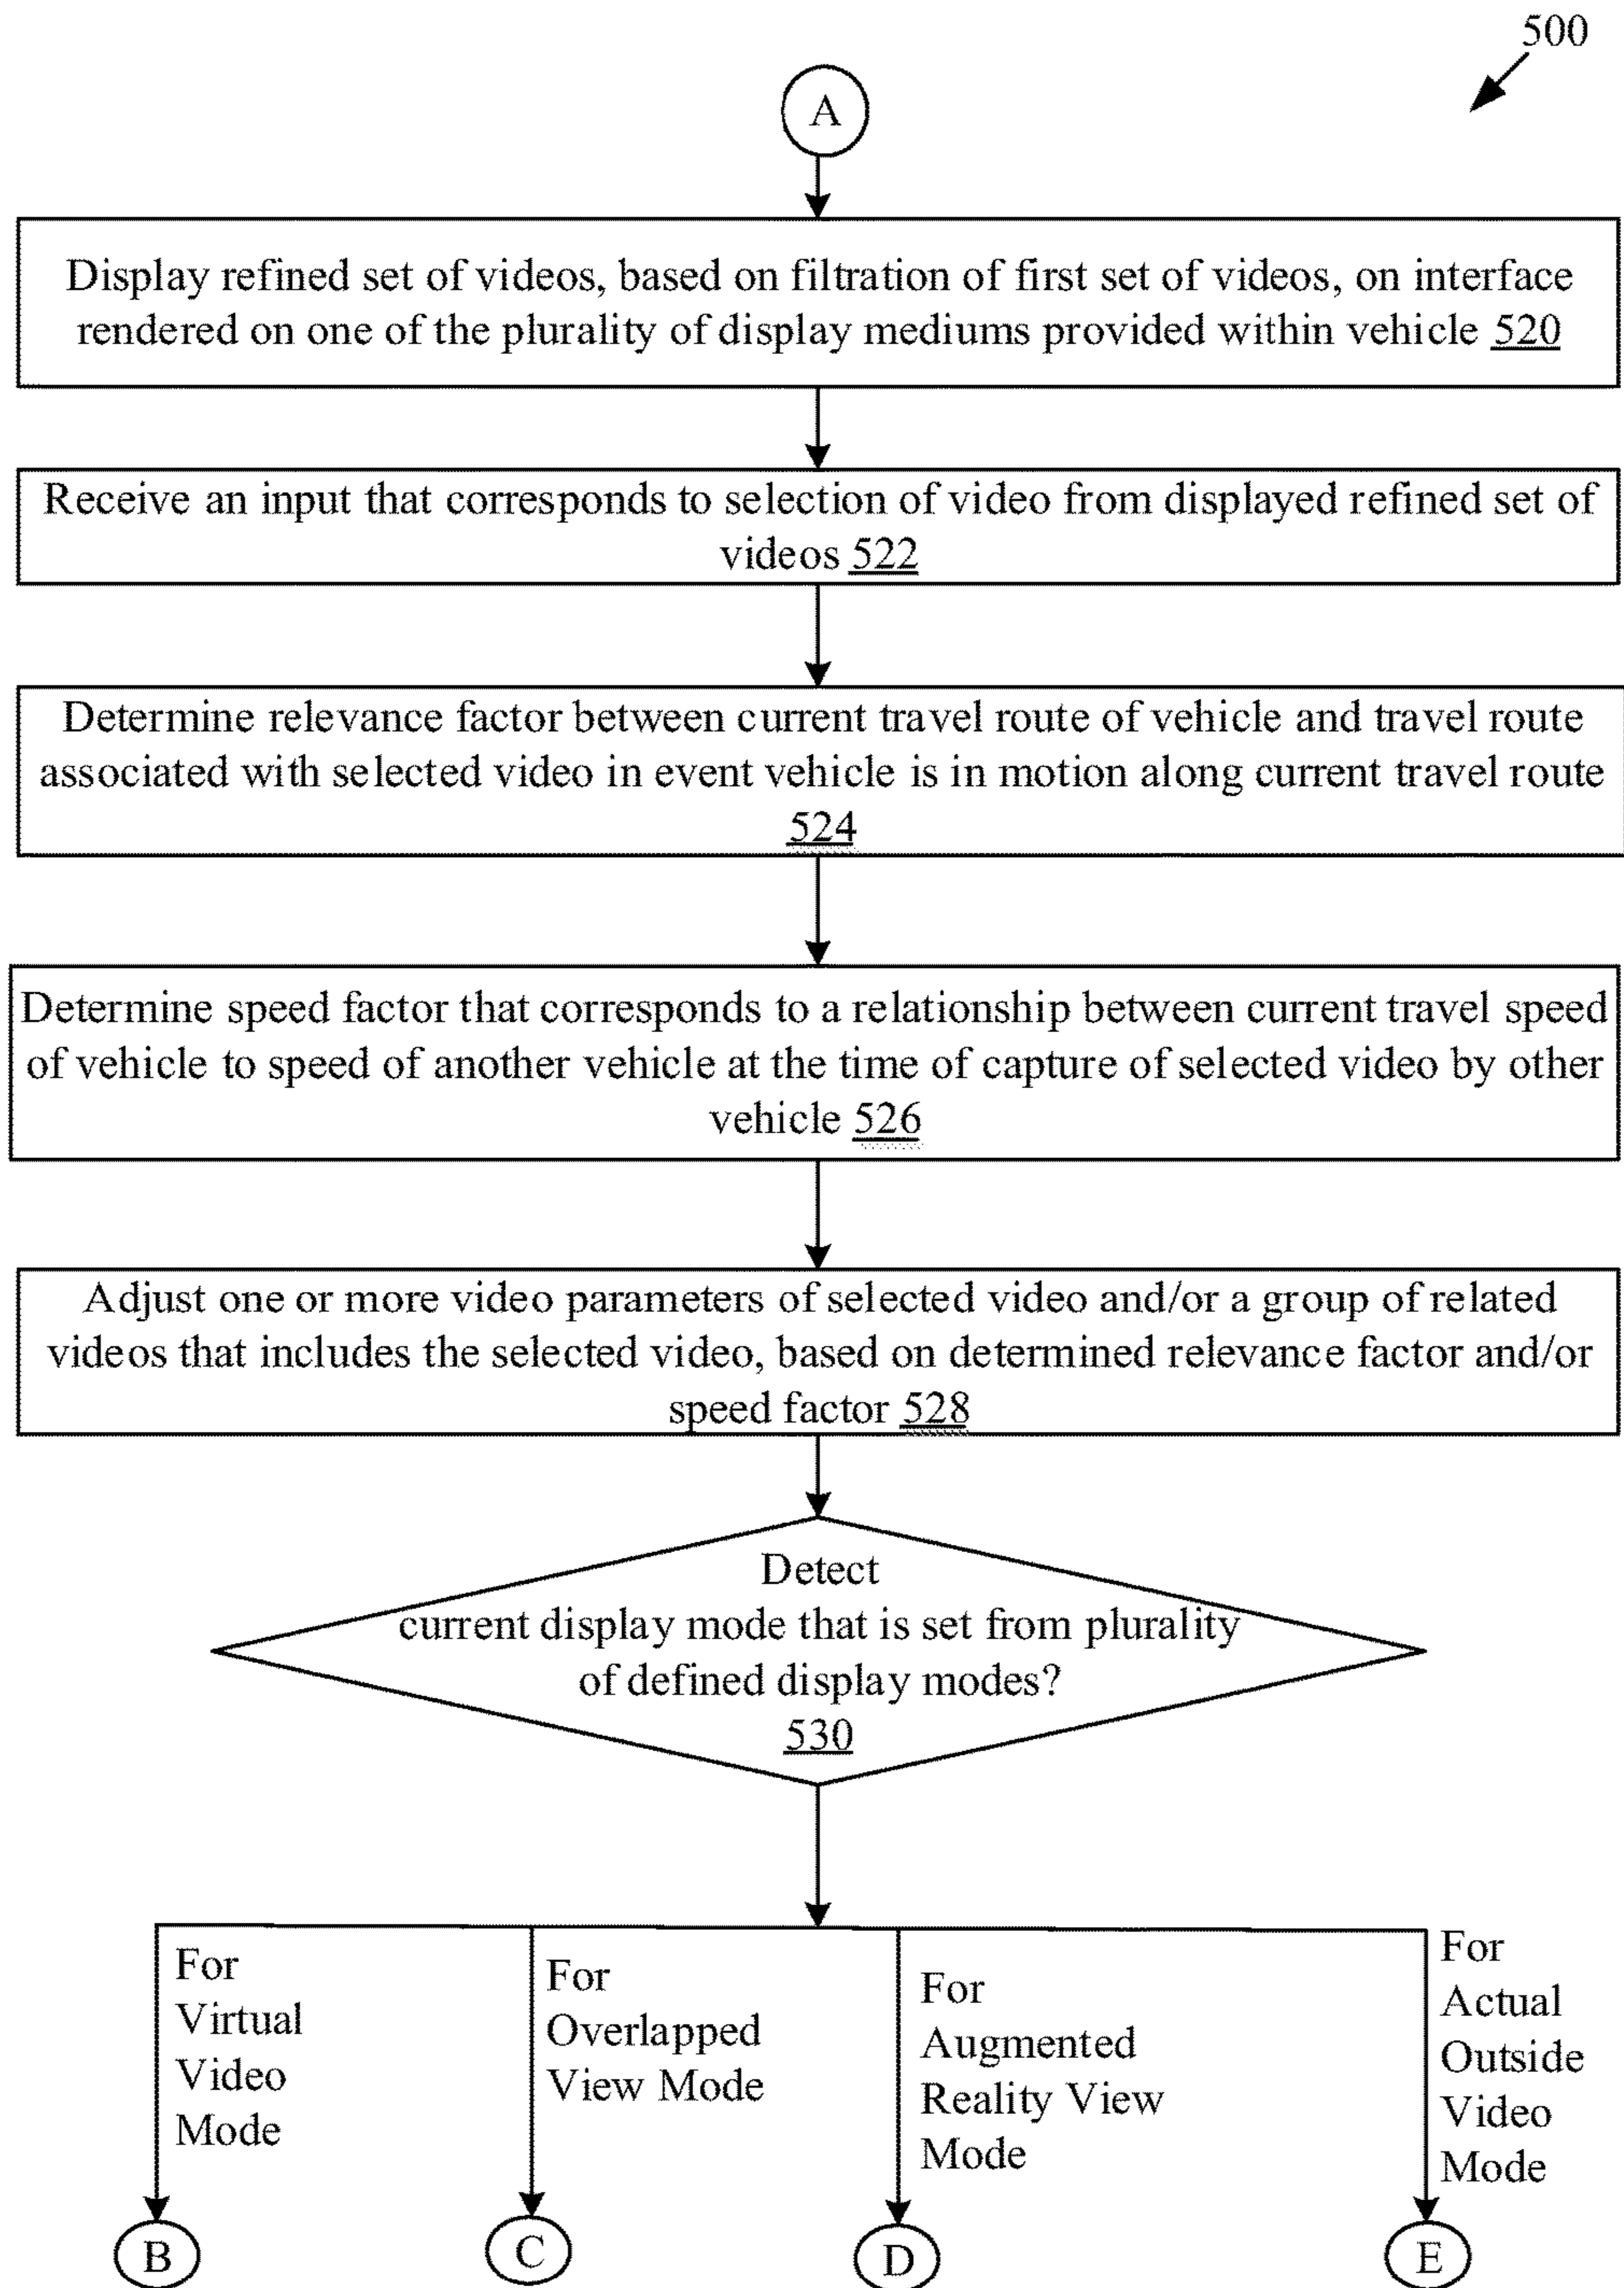 500
A
Display refined set of videos, based on filtration of first set of videos, on interface
rendered on one of the plurality of display mediums provided within vehicle 520
Receive an input that corresponds to selection of video from displayed refined set of
videos 522
Determine relevance factor between current travel route of vehicle and travel route
associated with selected video in event vehicle is in motion along current travel route
524
Determine speed factor that corresponds to a relationship between current travel speed
of vehicle to speed of another vehicle at the time of capture of selected video by other
vehicle 526
Adjust one or more video parameters of selected video and/or a group of related
videos that includes the selected video, based on determined relevance factor and/or
speed factor 528
Detect
current display mode that is set from plurality
of defined display modes?
530
For
Virtual
Video
Mode
For
Overlapped
View Mode
For
Augmented
Reality View
Mode
For
Actual
Outside
Video
Mode
B
C
D
E